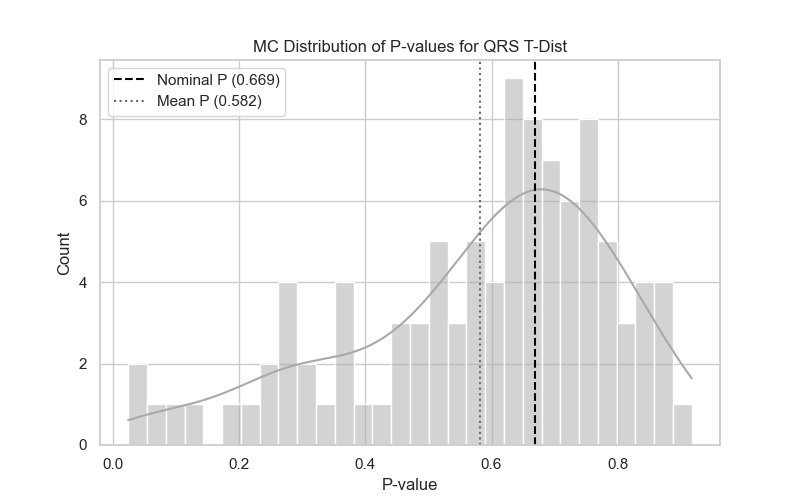 MC Distribution of P-values for QRS T-Dist
Nominal P (0.669)
Mean P (0.582)
8
6
4
2
0
Count
0.0 0.2 0.4 0.6 0.8
P-value